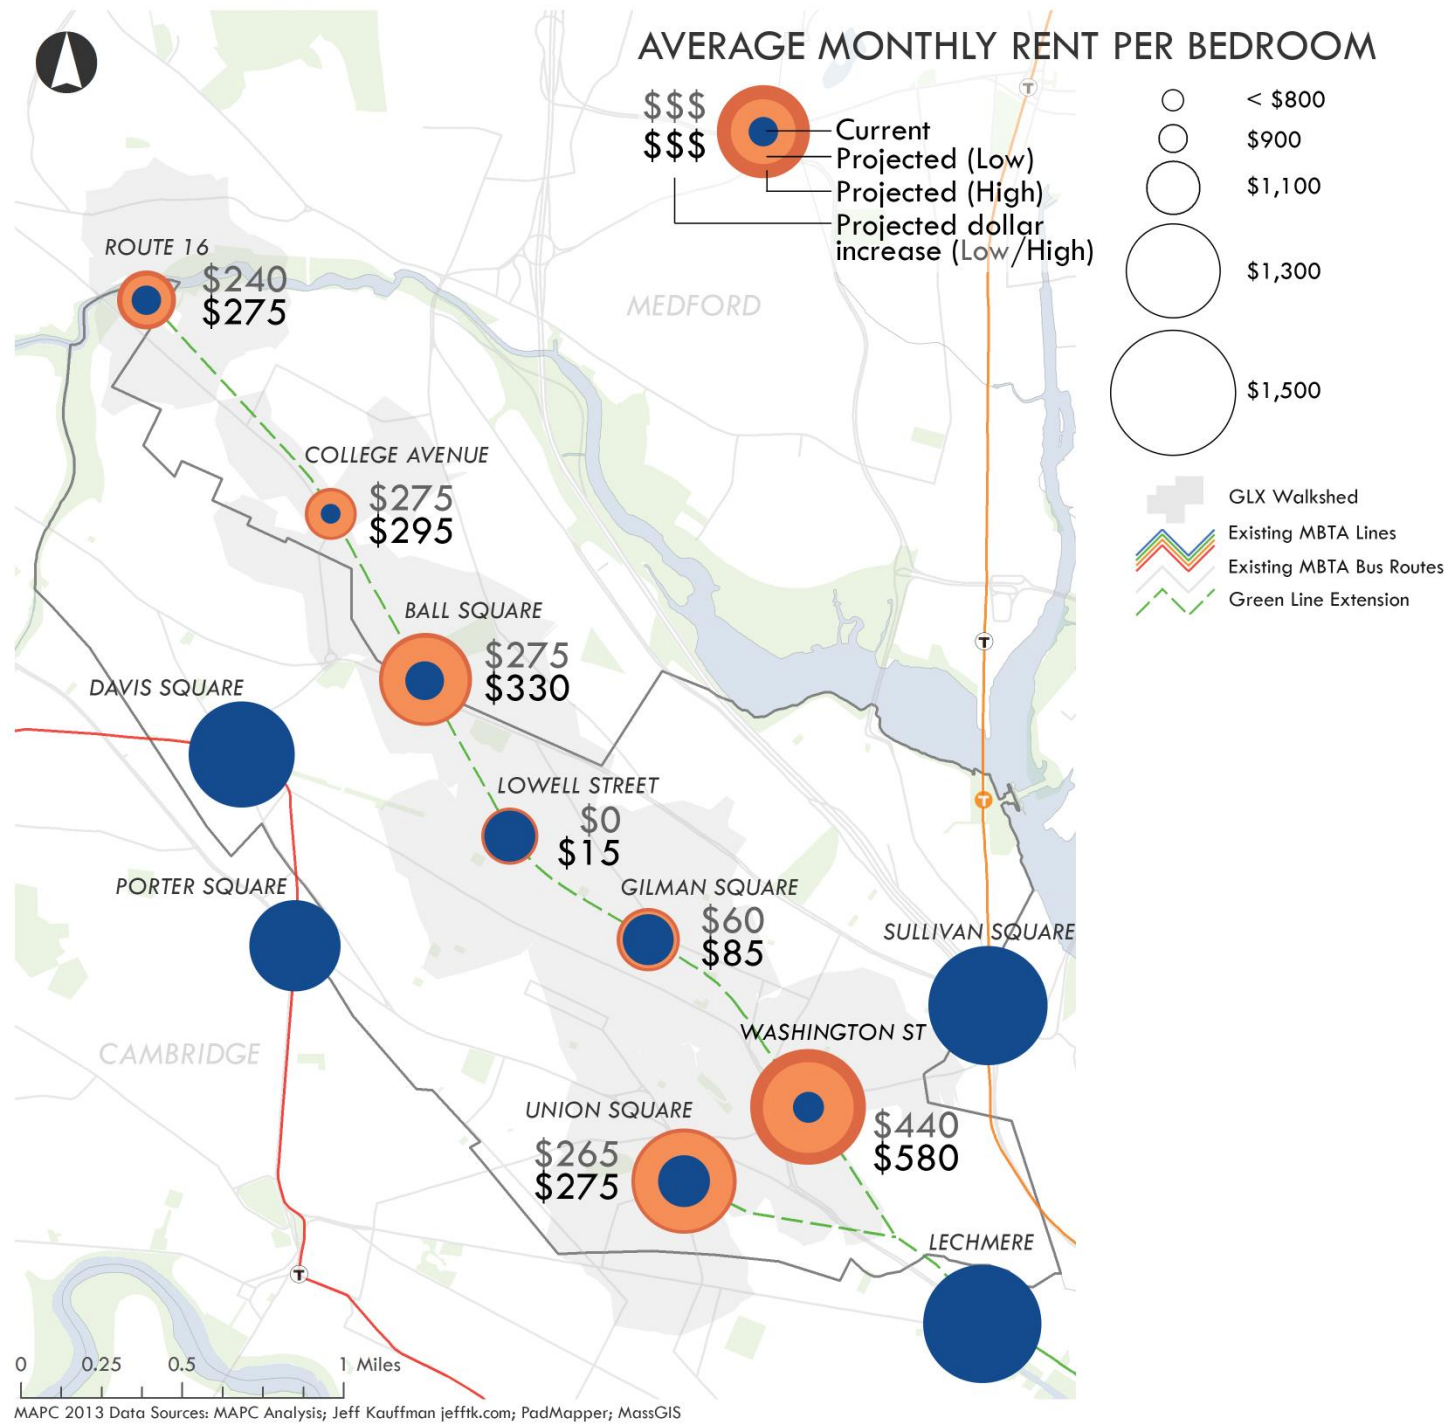 AVERAGE MONTHLY RENT PER BEDROOM
$$$
$$$
Current
Projected (Low)
Projected (High)
Projected dollar
increase (Low/High)
< $800
$900
$1,100
$1,300
$1,500
GLX Walkshed
Existing MBTA Lines
Existing MBTA Bus Routes
Green Line Extension
T
ROUTE 16
$240
$275
MEDFORD
COLLEGE AVENUE
$275
$295
BALL SQUARE
$275
$330
T
DAVIS SQUARE
LOWELL STREET
$0
$15
T
PORTER SQUARE
GILMAN SQUARE
$60
$85
SULLIVAN SQUARE
CAMBRIDGE
WASHINGTON ST
$440
$580
UNION SQUARE
$265
$275
LECHMERE
T
0 0.25 0.5 1 Miles
MAPC 2013 Data Sources: MAPC Analysis; Jeff Kauffman jefftk.com; PadMapper; MassGIS